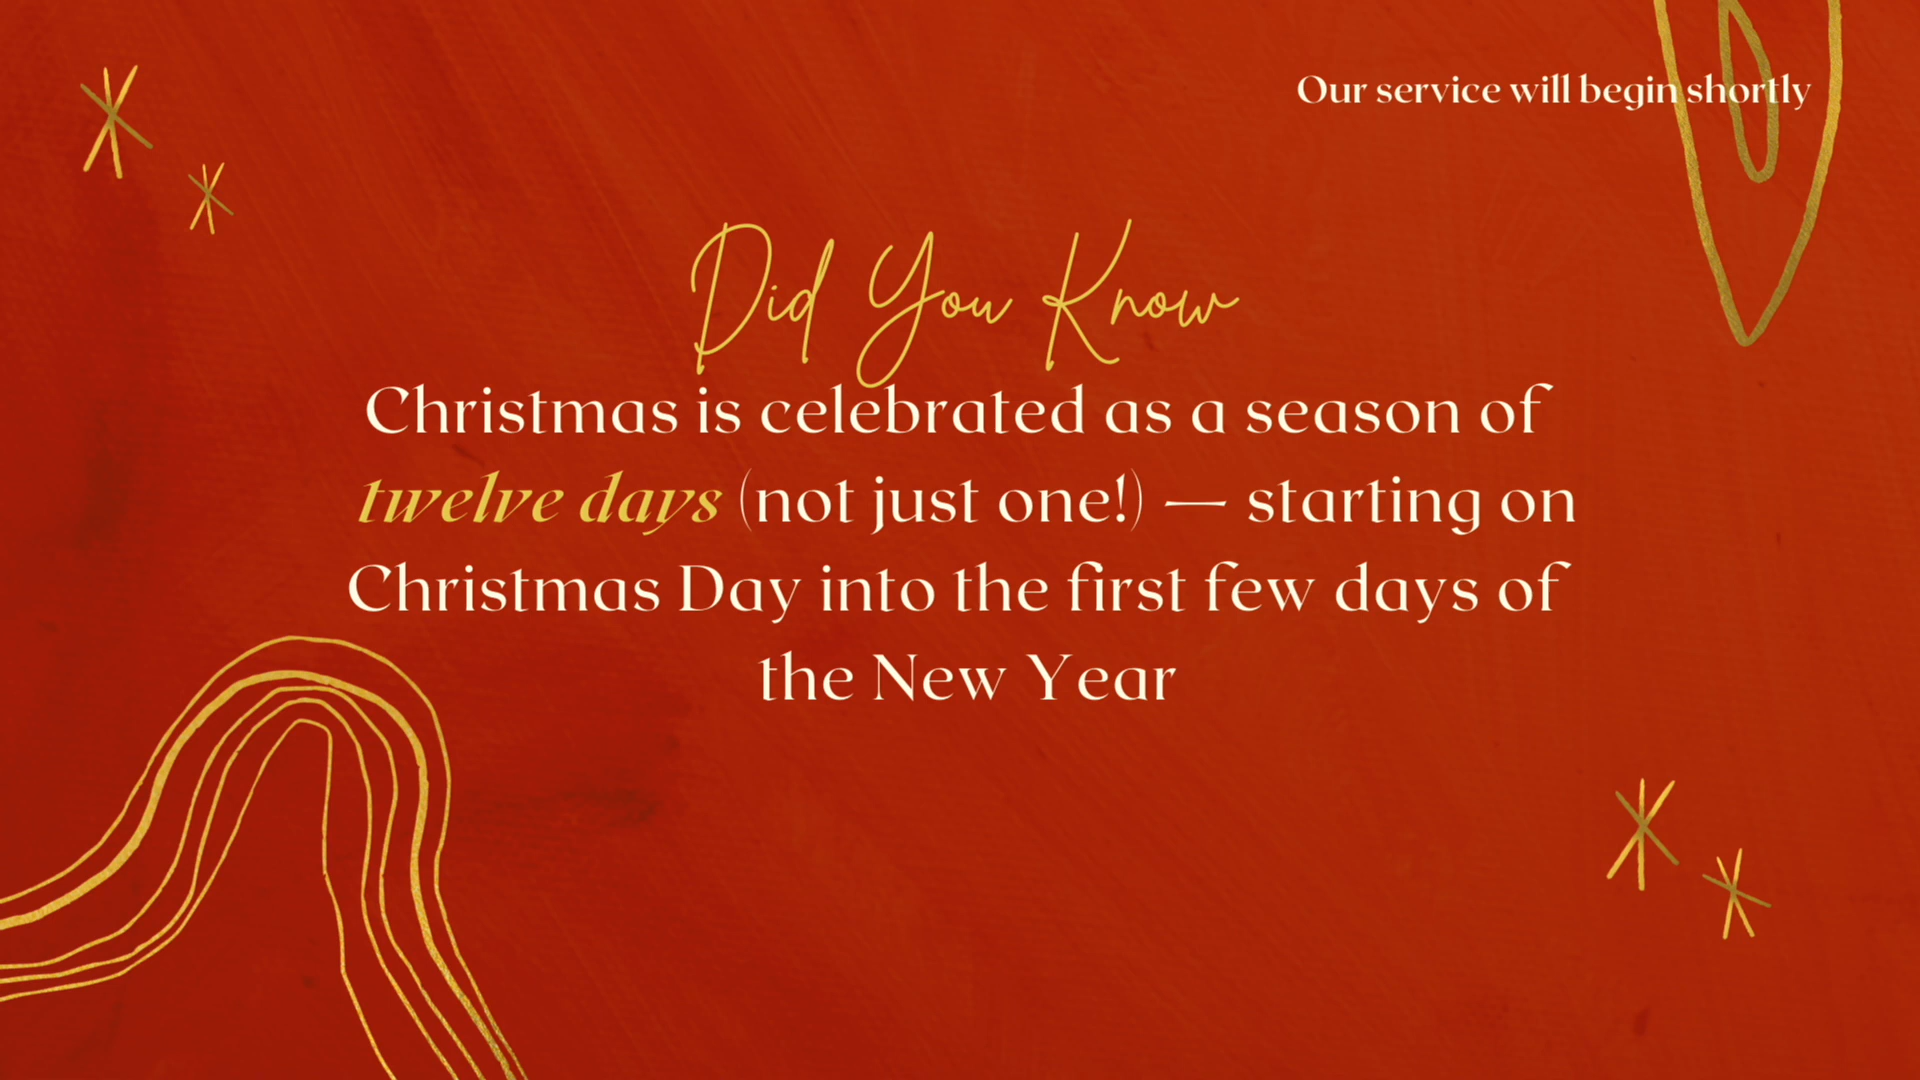 Our service will begin shortly
Did You Know
Christmas is celebrated as a season of
twelve days (not just one!) — starting on
Christmas Day into the first few days of
the New Year